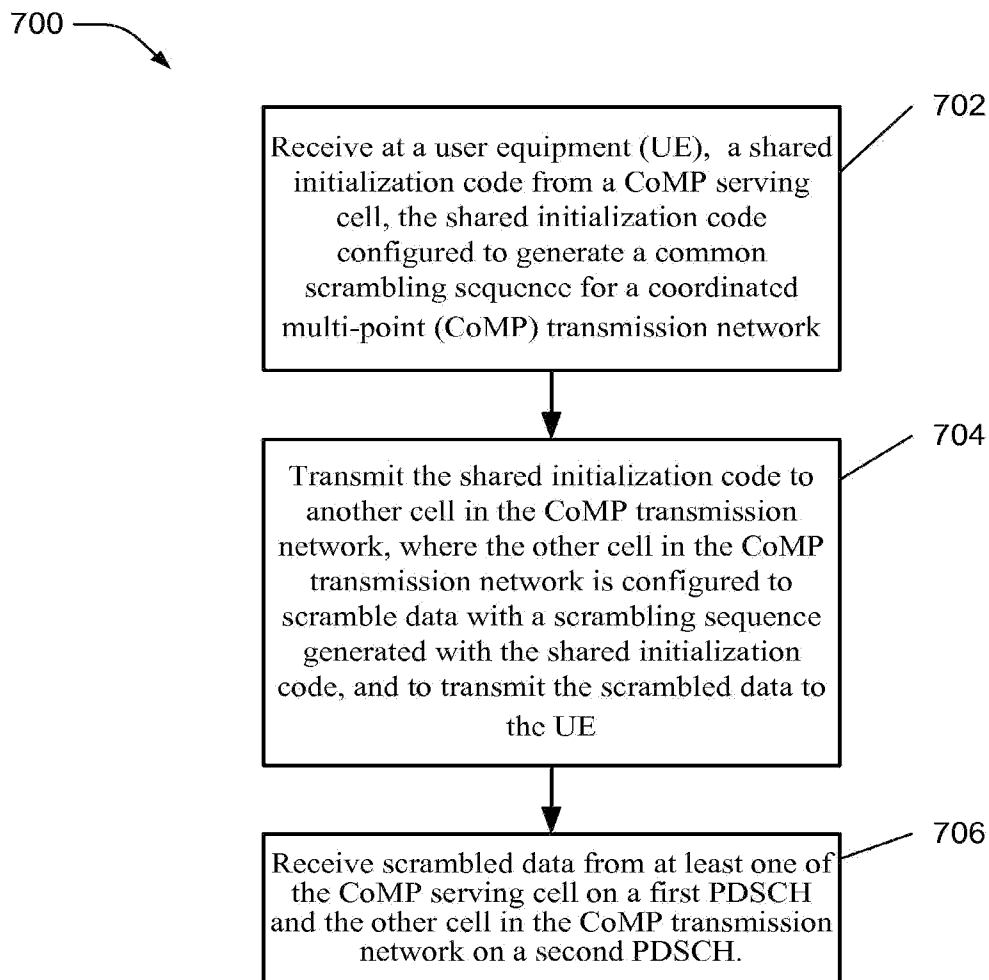 700
702
Receive at a user equipment (UE), a shared
initialization code from a CoMP serving
cell, the shared initialization code
configured to generate a common
scrambling sequence for a coordinated
multi-point (CoMP) transmission network
704
Transmit the shared initialization code to
another cell in the CoMP transmission
network, where the other cell in the CoMP
transmission network is configured to
scramble data with a scrambling sequence
generated with the shared initialization
code, and to transmit the scrambled data to
the UE
706
Receive scrambled data from at least one of
the CoMP serving cell on a first PDSCH
and the other cell in the CoMP transmission
network on a second PDSCH.